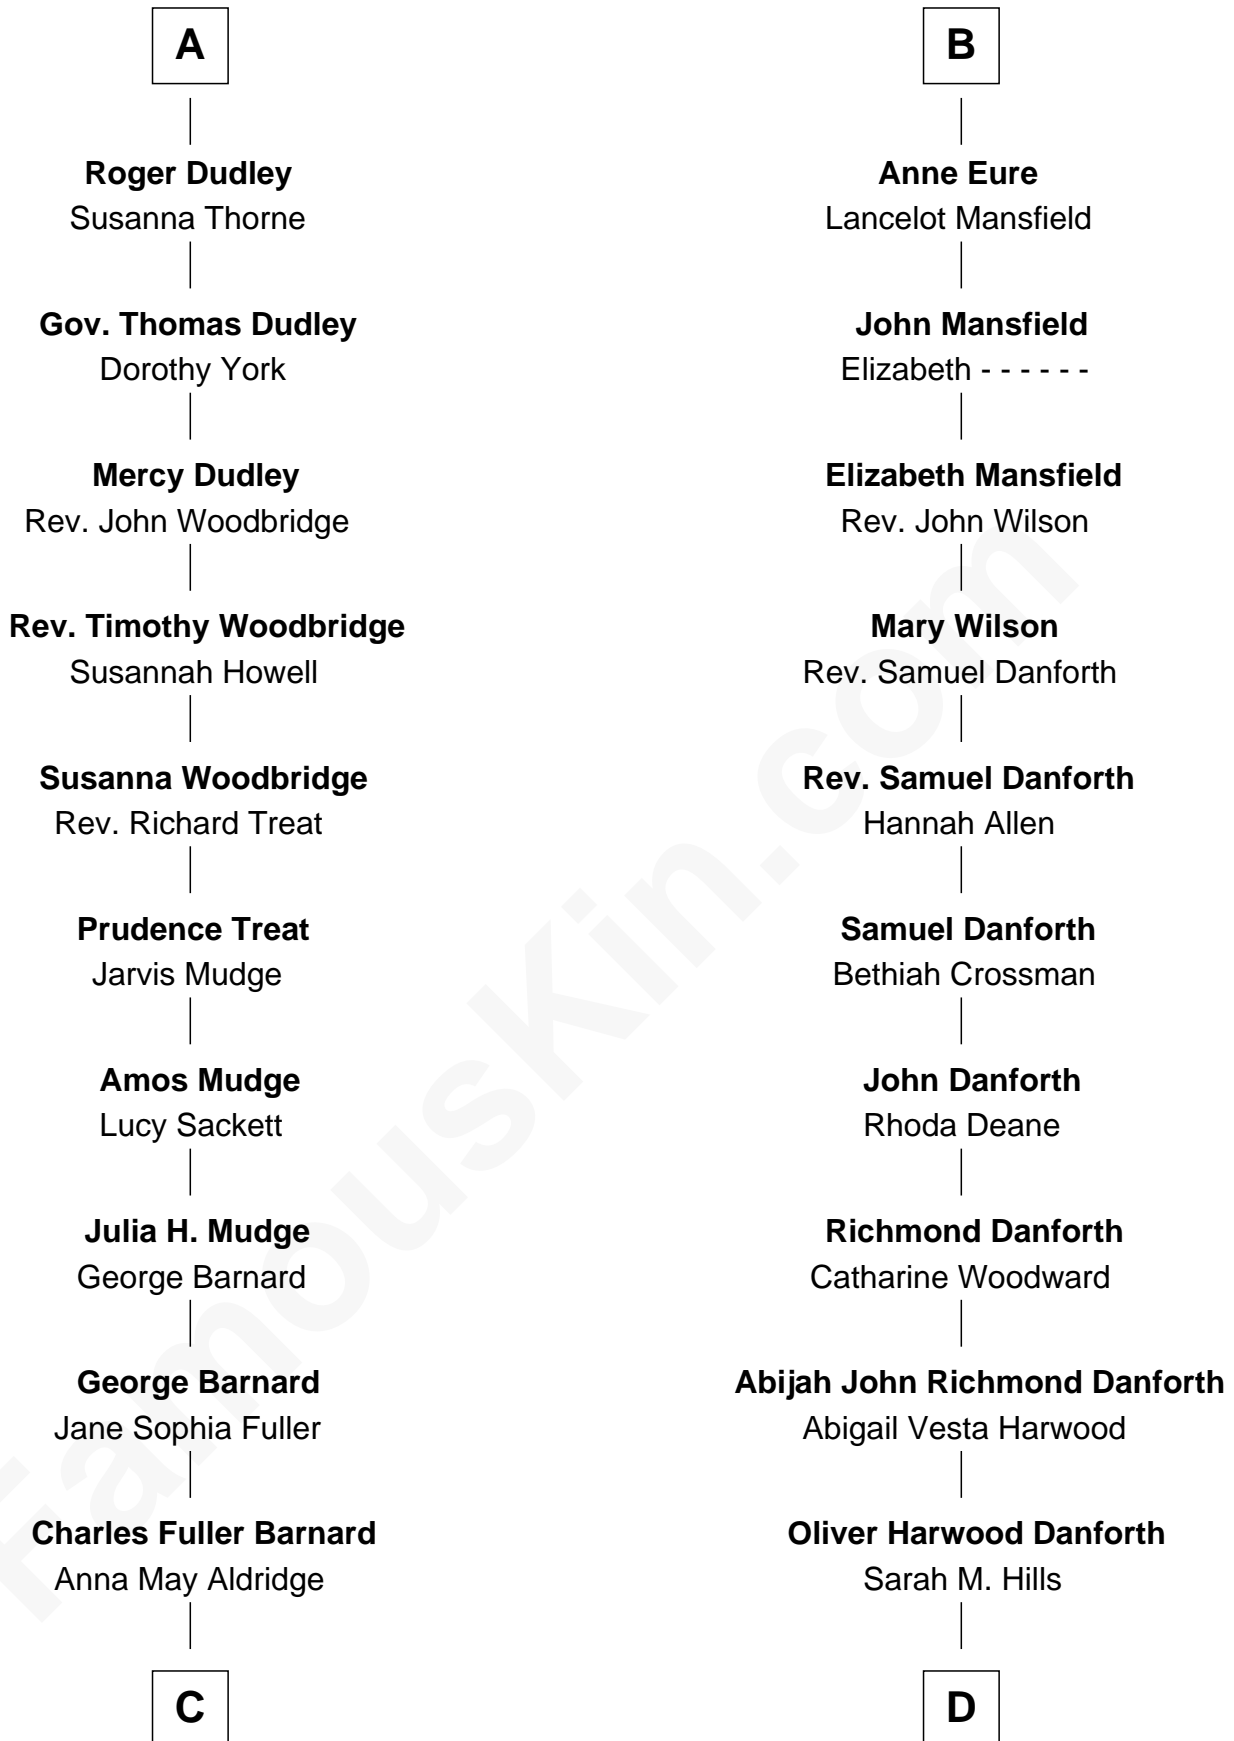 A
Roger Dudley
Susanna Thorne
Gov. Thomas Dudley
Dorothy York
Mercy Dudley
Rev. John Woodbridge
Rev. Timothy Woodbridge
Susannah Howell
Susanna Woodbridge
Rev. Richard Treat
Prudence Treat
Jarvis Mudge
Amos Mudge
Lucy Sackett
Julia H. Mudge
George Barnard
George Barnard
Jane Sophia Fuller
Charles Fuller Barnard
Anna May Aldridge
C
B
Anne Eure
Lancelot Mansfield
John Mansfield
Elizabeth - - - - - -
Elizabeth Mansfield
Rev. John Wilson
Mary Wilson
Rev. Samuel Danforth
Rev. Samuel Danforth
Hannah Allen
Samuel Danforth
Bethiah Crossman
John Danforth
Rhoda Deane
Richmond Danforth
Catharine Woodward
Abijah John Richmond Danforth
Abigail Vesta Harwood
Oliver Harwood Danforth
Sarah M. Hills
D
FamousKin.com